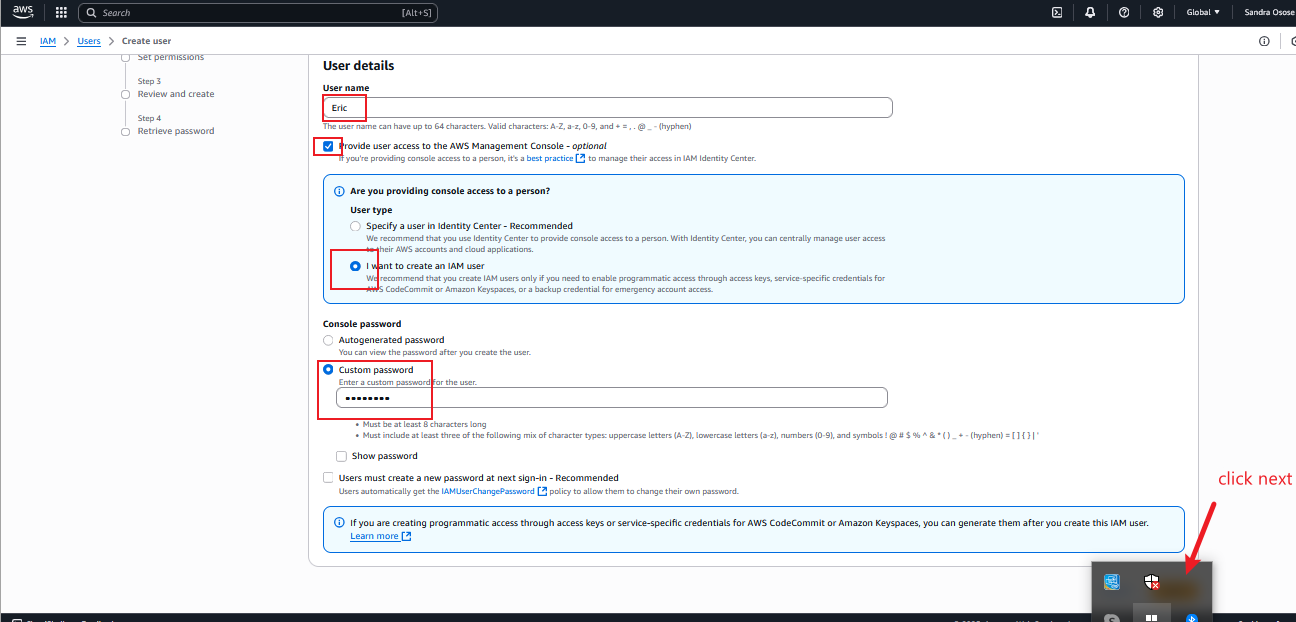 aws
Search
[Alt+S]
Global
Sandra Osose
IAM
Users
Create user
Set permissions
Step 3
Review and create
Step 4
Retrieve password
User details
User name
Eric
The user name can have up to 64 characters. Valid characters: A-Z, a-z, 0-9, and + = , . @ _ - (hyphen)
Provide user access to the AWS Management Console - optional
If you're providing console access to a person, it's a best practice to manage their access in IAM Identity Center.
Are you providing console access to a person?
User type
Specify a user in Identity Center - Recommended
We recommend that you use Identity Center to provide console access to a person. With Identity Center, you can centrally manage user access
to their AWS accounts and cloud applications.
I want to create an IAM user
We recommend that you create IAM users only if you need to enable programmatic access through access keys, service-specific credentials for
AWS CodeCommit or Amazon Keyspaces, or a backup credential for emergency account access.
Console password
Autogenerated password
You can view the password after you create the user.
Custom password
Enter a custom password for the user.
••••••••
• Must be at least 8 characters long
• Must include at least three of the following mix of character types: uppercase letters (A-Z), lowercase letters (a-z), numbers (0-9), and symbols ! @ # $ % ^ & * ( ) _ + - (hyphen) = [ ] { } | '
Show password
Users must create a new password at next sign-in - Recommended
Users automatically get the IAMUserChangePassword policy to allow them to change their own password.
If you are creating programmatic access through access keys or service-specific credentials for AWS CodeCommit or Amazon Keyspaces, you can generate them after you create this IAM user.
Learn more
click next